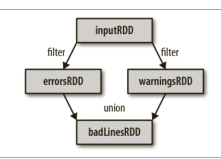 inputRDD
filter filter
errorsRDD warningsRDD
union
badLinesRDD